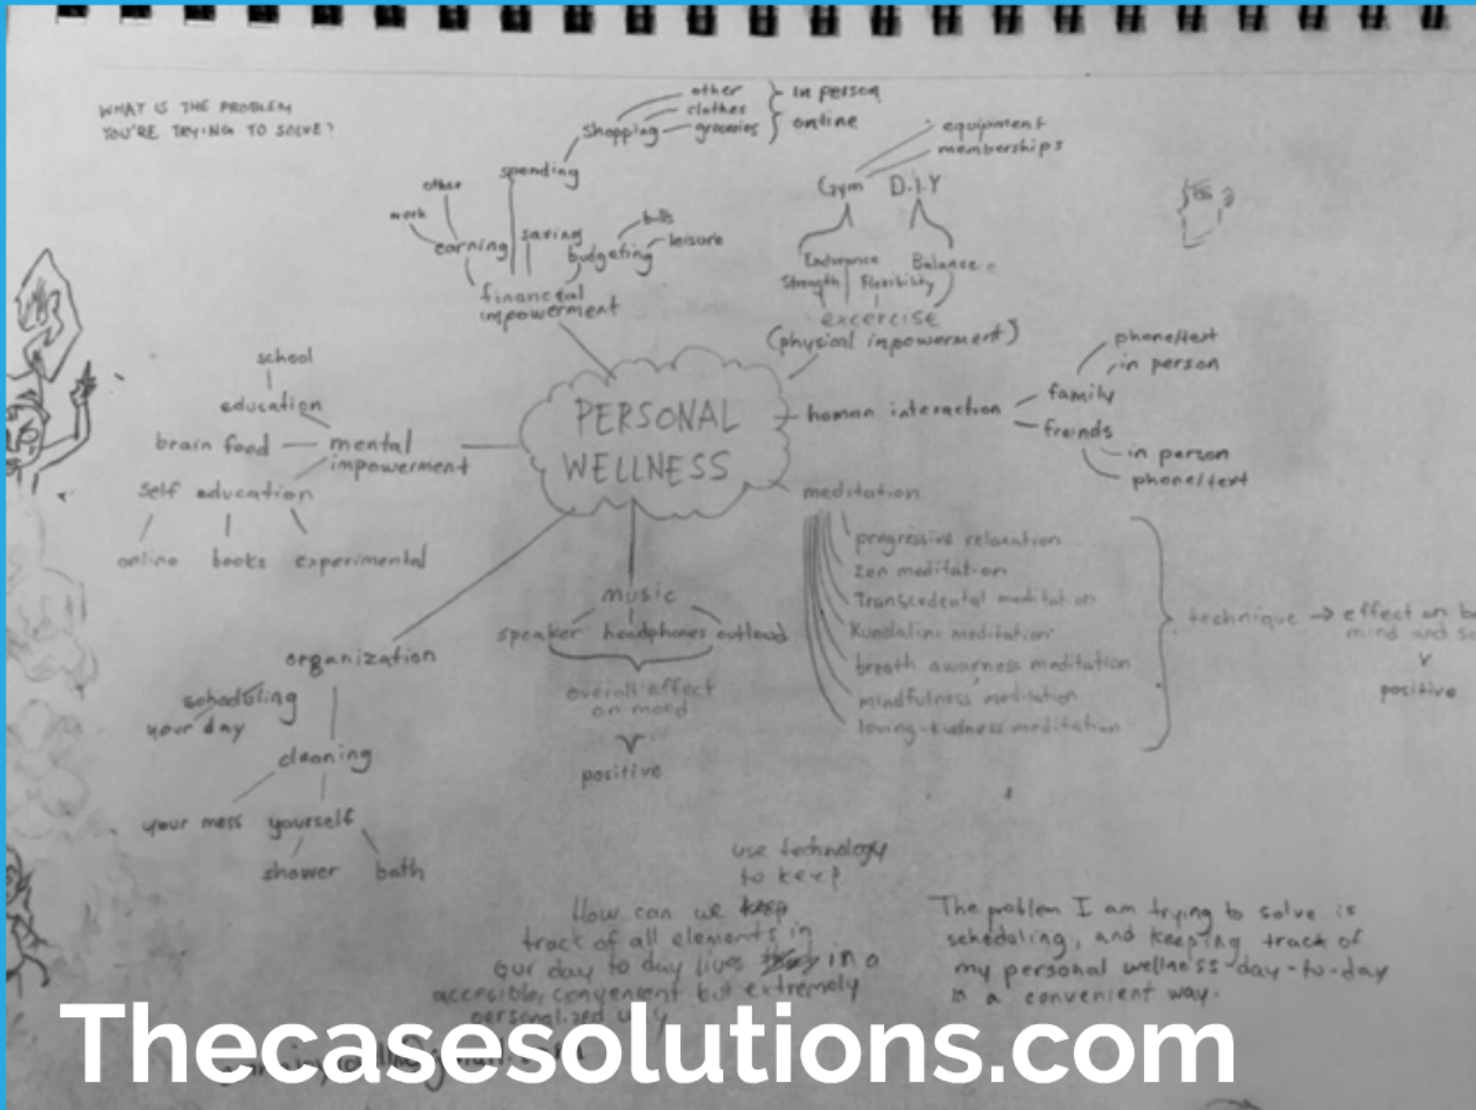 WHAT IS THE PROBLEM
YOU'RE TRYING TO SOLVE?
other
clothes
groceries
in person
online
shopping
spending
other
work
earning
saving
budgeting
bills
leisure
financial
impowerment
equipment
memberships
Gym D.I.Y
Endurance Balance
Strength Flexibility
excercise
(physical impowerment)
school
education
brain food
mental
impowerment
self education
online books experimental
PERSONAL
WELLNESS
human interaction
family
phone/text
in person
freinds
in person
phone/text
meditation
progressive relaxation
zen meditation
Transcedental meditation
Kundalini meditation
breath awarness meditation
mindfulness meditation
loving-kidness meditation
technique → effect on
mind and
positive
music
speaker headphones outloud
overall effect
on mood
positive
organization
scheduling
your day
cleaning
your mess yourself
shower bath
use technology
to keep
How can we keep
track of all elements in
our day to day lives in a
accesible, convenient but extremely
personalized way
The problem I am trying to solve is
scheduling, and keeping track of
my personal wellness day-to-day
in a convenient way.
Thecasesolutions.com